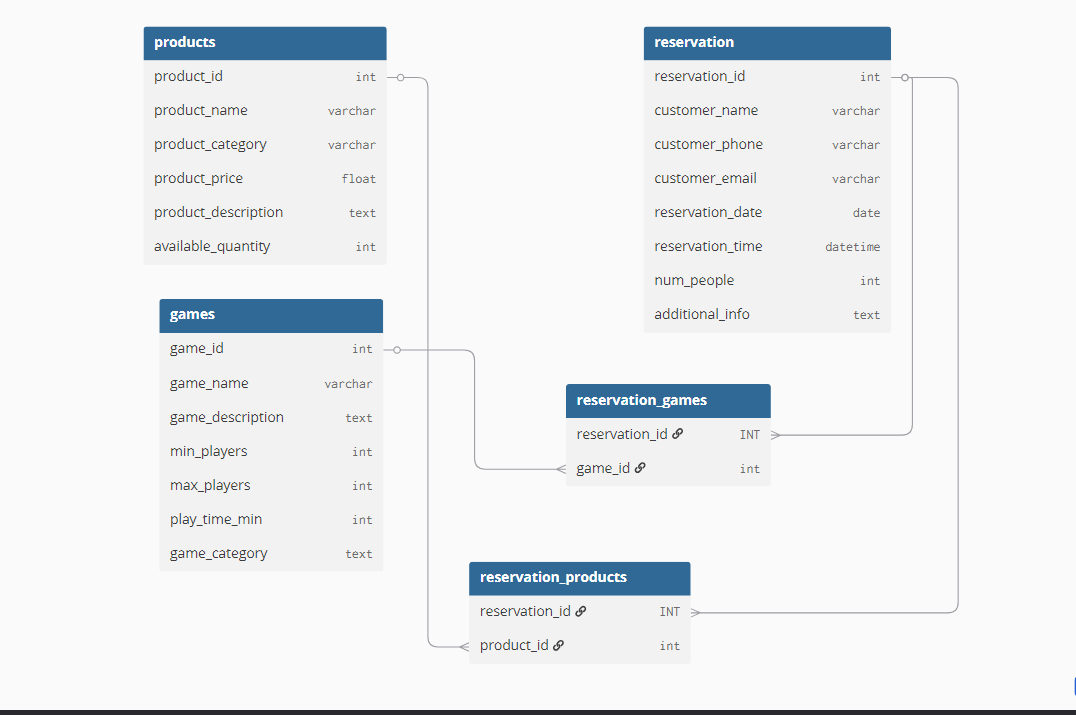 products
product_id int
product_name varchar
product_category varchar
product_price float
product_description text
available_quantity int
reservation
reservation_id int
customer_name varchar
customer_phone varchar
customer_email varchar
reservation_date date
reservation_time datetime
num_people int
additional_info text
games
game_id int
game_name varchar
game_description text
min_players int
max_players int
play_time_min int
game_category text
reservation_games
reservation_id INT
game_id int
reservation_products
reservation_id INT
product_id int